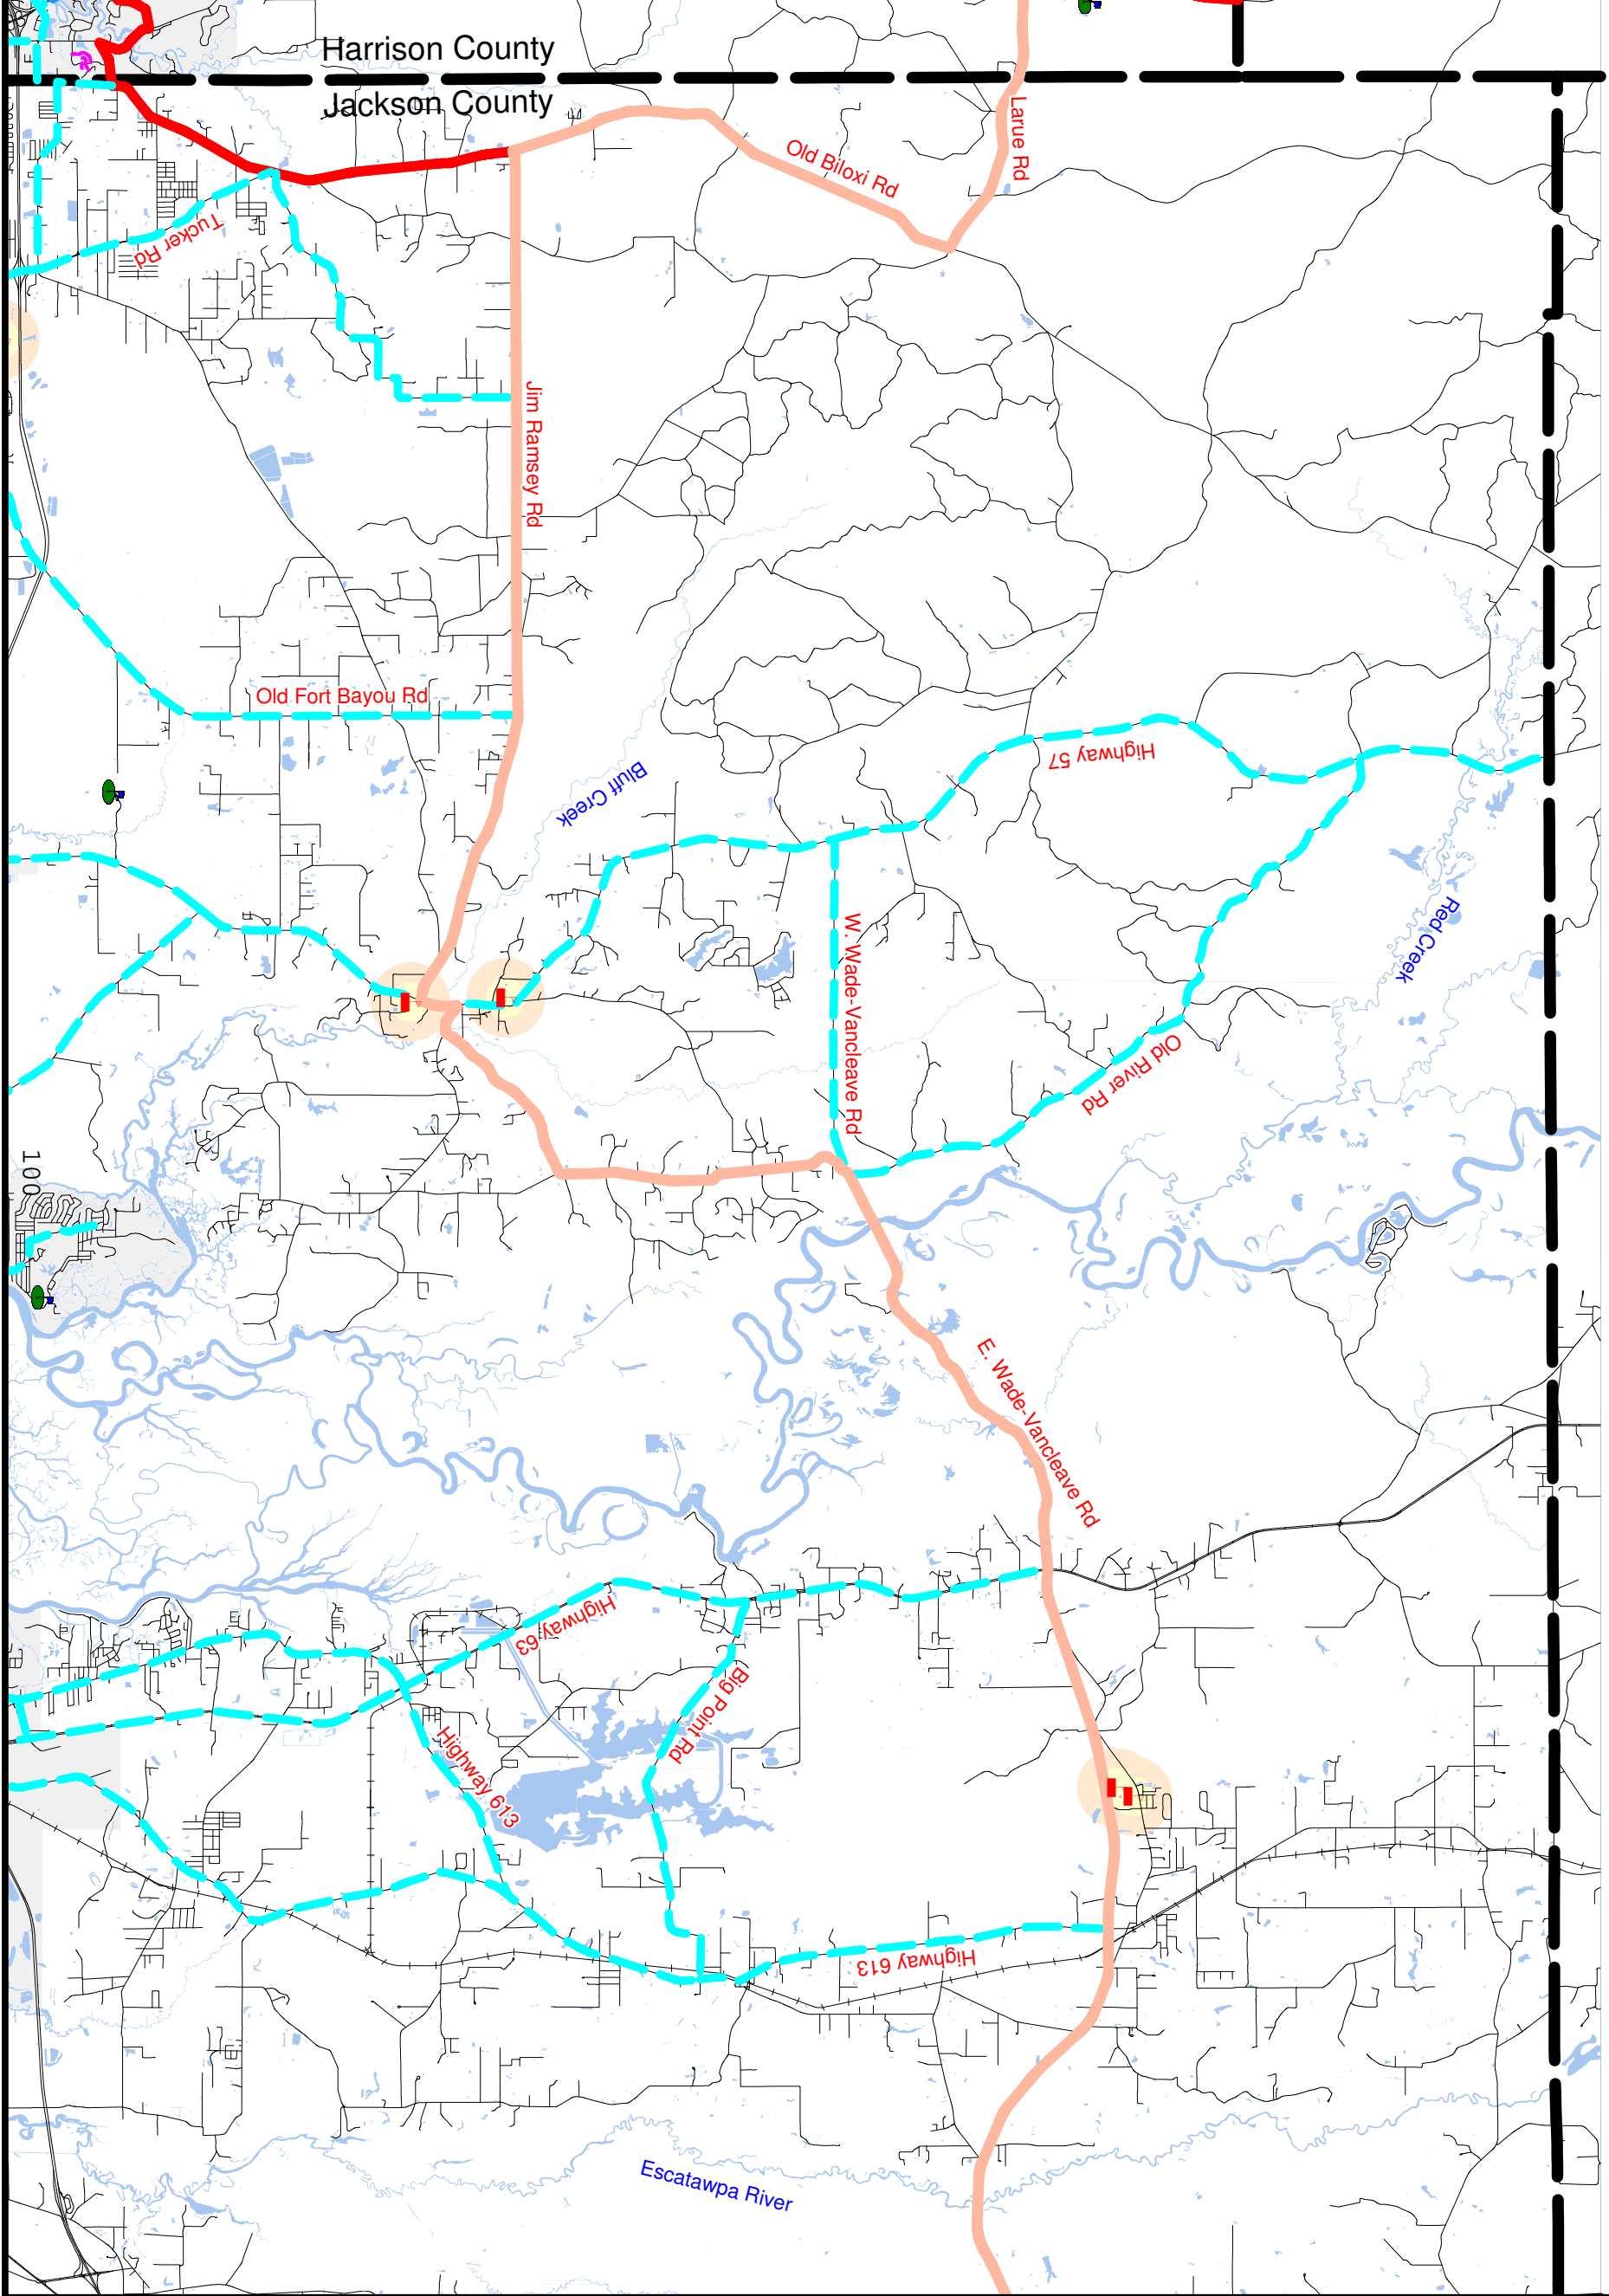 Harrison County
Jackson County
Larue Rd
Old Biloxi Rd
Tucker Rd
Jim Ramsey Rd
Old Fort Bayou Rd
Highway 57
Bluff Creek
Red Creek
W. Wade-Vancleave Rd
Old River Rd
100
E. Wade-Vancleave Rd
Highway 63
Big Point Rd
Highway 613
Highway 613
Escatawpa River